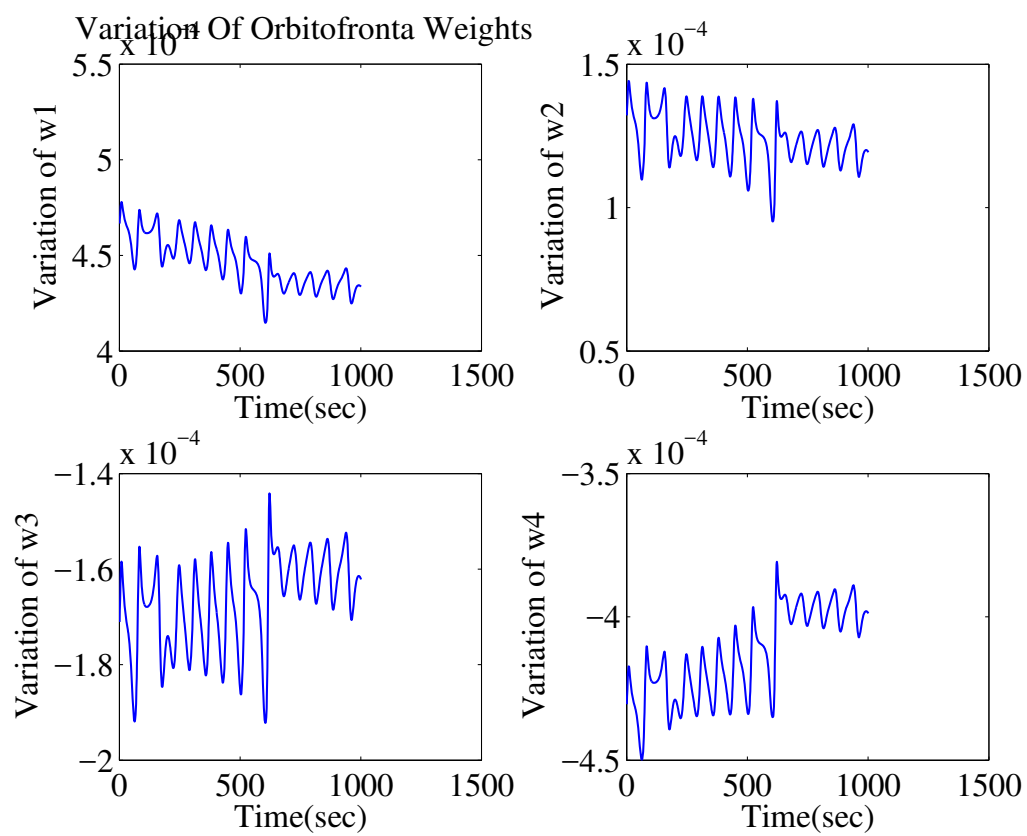 Variation Of Orbitofronta Weights
x 10−4
5.5
5
4.5
4
0
500
1000
1500
Time(sec)
Variation of w1
x 10−4
1.5
1
0.5
0
500
1000
1500
Time(sec)
Variation of w2
x 10−4
−1.4
−1.6
−1.8
−2
0
500
1000
1500
Time(sec)
Variation of w3
x 10−4
−3.5
−4
−4.5
0
500
1000
1500
Time(sec)
Variation of w4